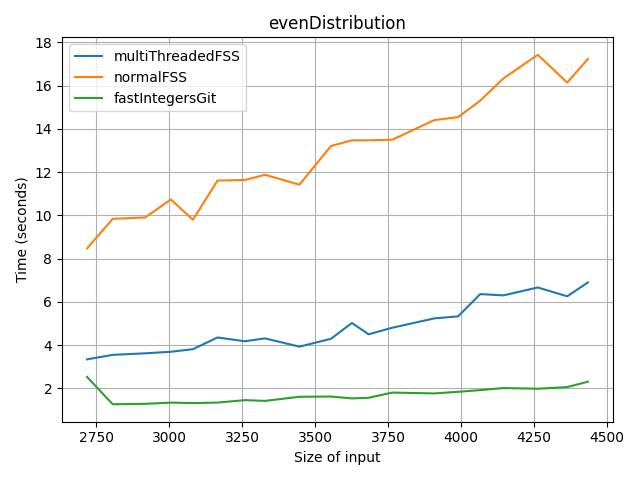 evenDistribution
multiThreadedFSS
normalFSS
fastIntegersGit
Time (seconds)
18
16
14
12
10
8
6
4
2
2750 3000 3250 3500 3750 4000 4250 4500
Size of input